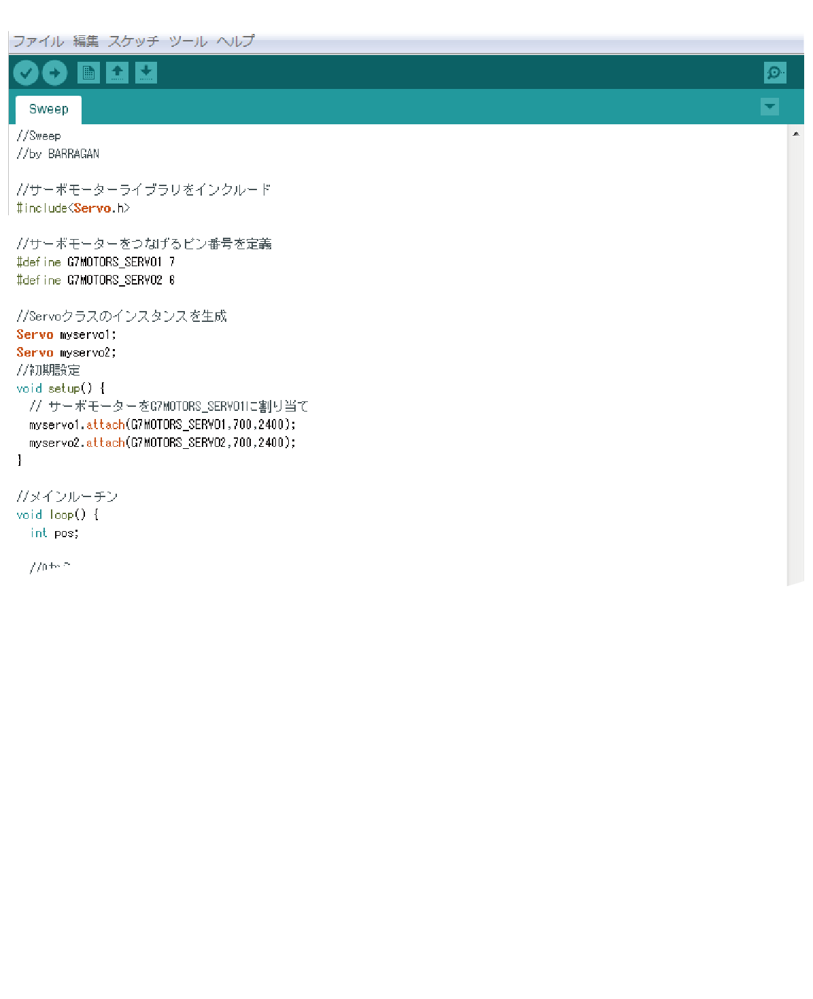 ファイル 編集 スケッチ ツール ヘルプ
Sweep
//Sweep
//by BARRAGAN
//サーボモーターライブラリをインクルード
#include<Servo.h>
//サーボモーターをつなげるピン番号を定義
#define G7MOTORS_SERVO1 7
#define G7MOTORS_SERVO2 6
//Servoクラスのインスタンスを生成
Servo myservo1;
Servo myservo2;
//初期設定
void setup() {
// サーボモーターをG7MOTORS_SERVO1に割り当て
myservo1.attach(G7MOTORS_SERVO1,700,2400);
myservo2.attach(G7MOTORS_SERVO2,700,2400);
}
//メインルーチン
void loop() {
int pos;